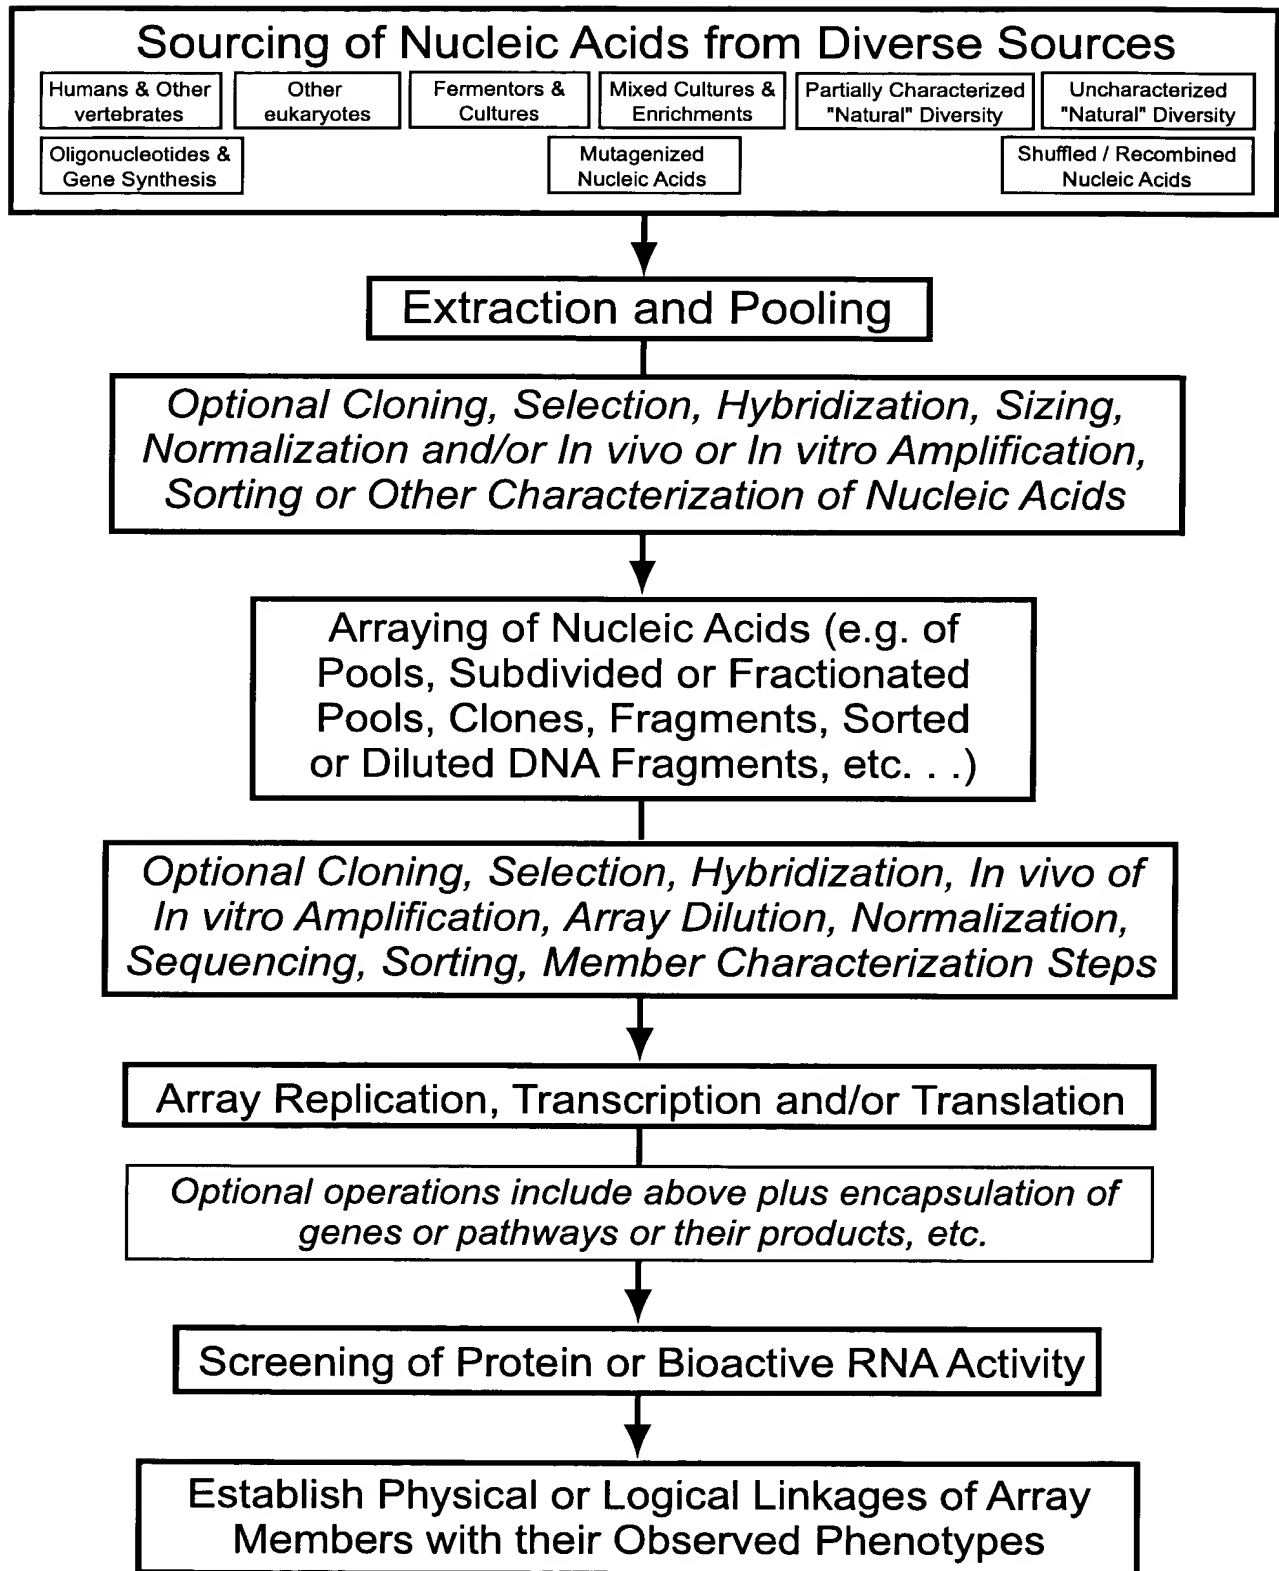 Sourcing of Nucleic Acids from Diverse Sources
Humans & Other
vertebrates
Other
eukaryotes
Fermentors &
Cultures
Mixed Cultures &
Enrichments
Partially Characterized
"Natural" Diversity
Uncharacterized
"Natural" Diversity
Oligonucleotides &
Gene Synthesis
Mutagenized
Nucleic Acids
Shuffled / Recombined
Nucleic Acids
Extraction and Pooling
Optional Cloning, Selection, Hybridization, Sizing,
Normalization and/or In vivo or In vitro Amplification,
Sorting or Other Characterization of Nucleic Acids
Arraying of Nucleic Acids (e.g. of
Pools, Subdivided or Fractionated
Pools, Clones, Fragments, Sorted
or Diluted DNA Fragments, etc. . .)
Optional Cloning, Selection, Hybridization, In vivo of
In vitro Amplification, Array Dilution, Normalization,
Sequencing, Sorting, Member Characterization Steps
Array Replication, Transcription and/or Translation
Optional operations include above plus encapsulation of
genes or pathways or their products, etc.
Screening of Protein or Bioactive RNA Activity
Establish Physical or Logical Linkages of Array
Members with their Observed Phenotypes